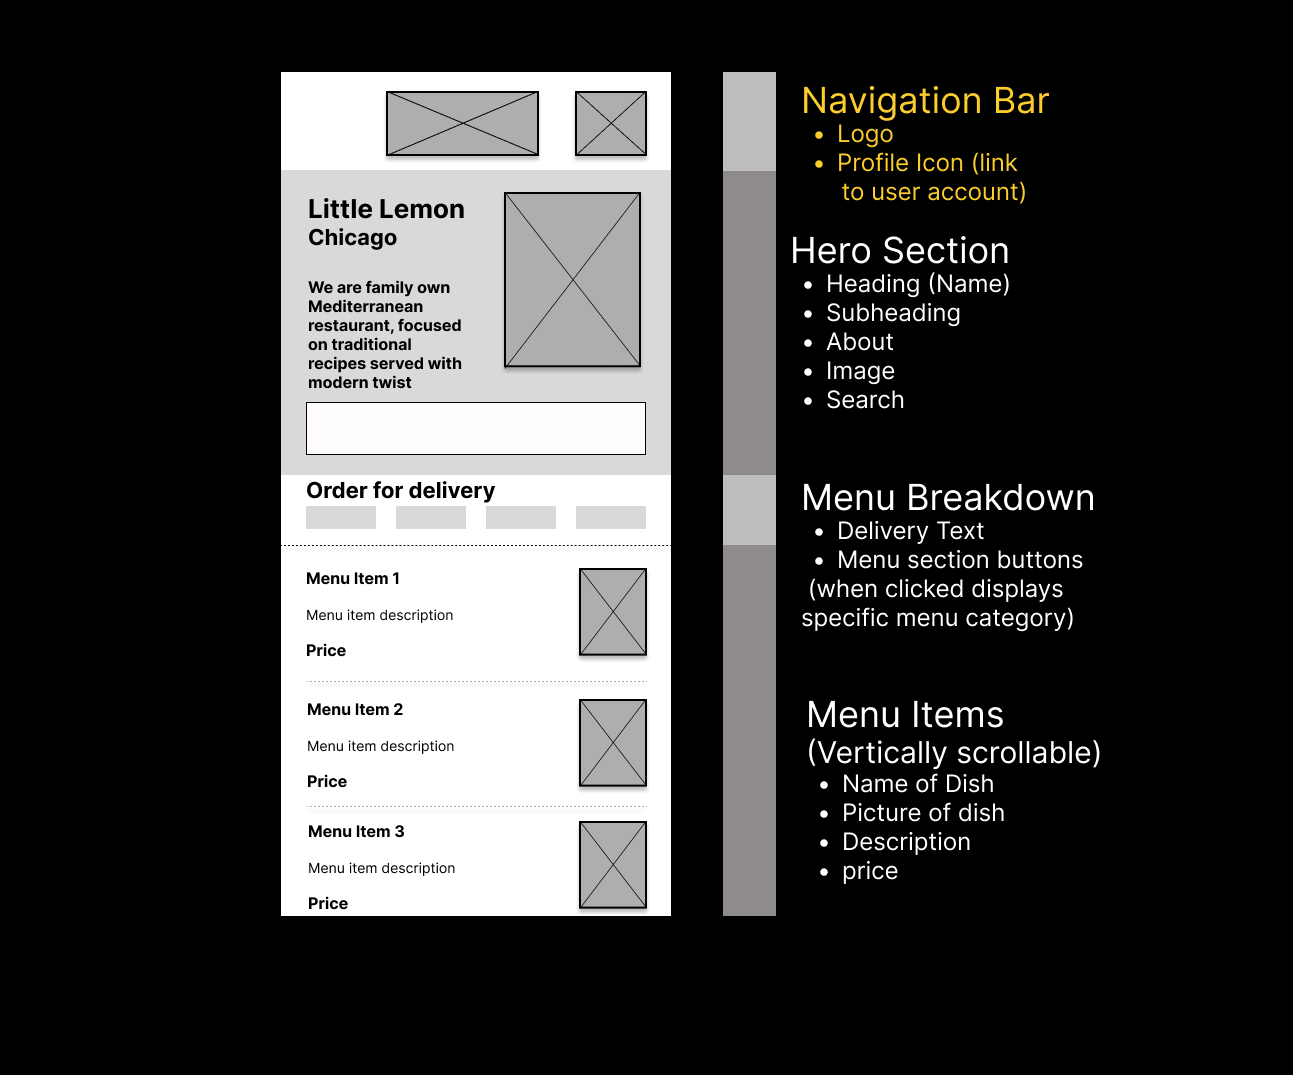 Little Lemon
Chicago
We are family own
Mediterranean
restaurant, focused
on traditional
recipes served with
modern twist
Order for delivery
Menu Item 1
Menu item description
Price
Menu Item 2
Menu item description
Price
Menu Item 3
Menu item description
Price
Navigation Bar
• Logo
• Profile Icon (link
to user account)
Hero Section
• Heading (Name)
• Subheading
• About
• Image
• Search
Menu Breakdown
• Delivery Text
• Menu section buttons
(when clicked displays
specific menu category)
Menu Items
(Vertically scrollable)
• Name of Dish
• Picture of dish
• Description
• price